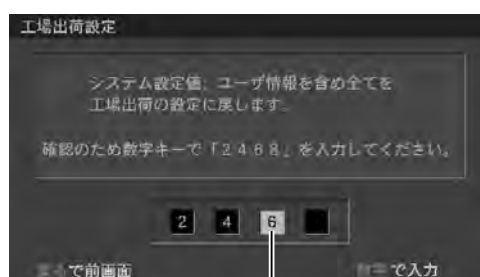 工場出荷設定
システム設定値、ユーザ情報を含め全てを
工場出荷の設定に戻します。
確認のため数字キーで「2468」を入力してください。
2 4 6
で前画面
で入力